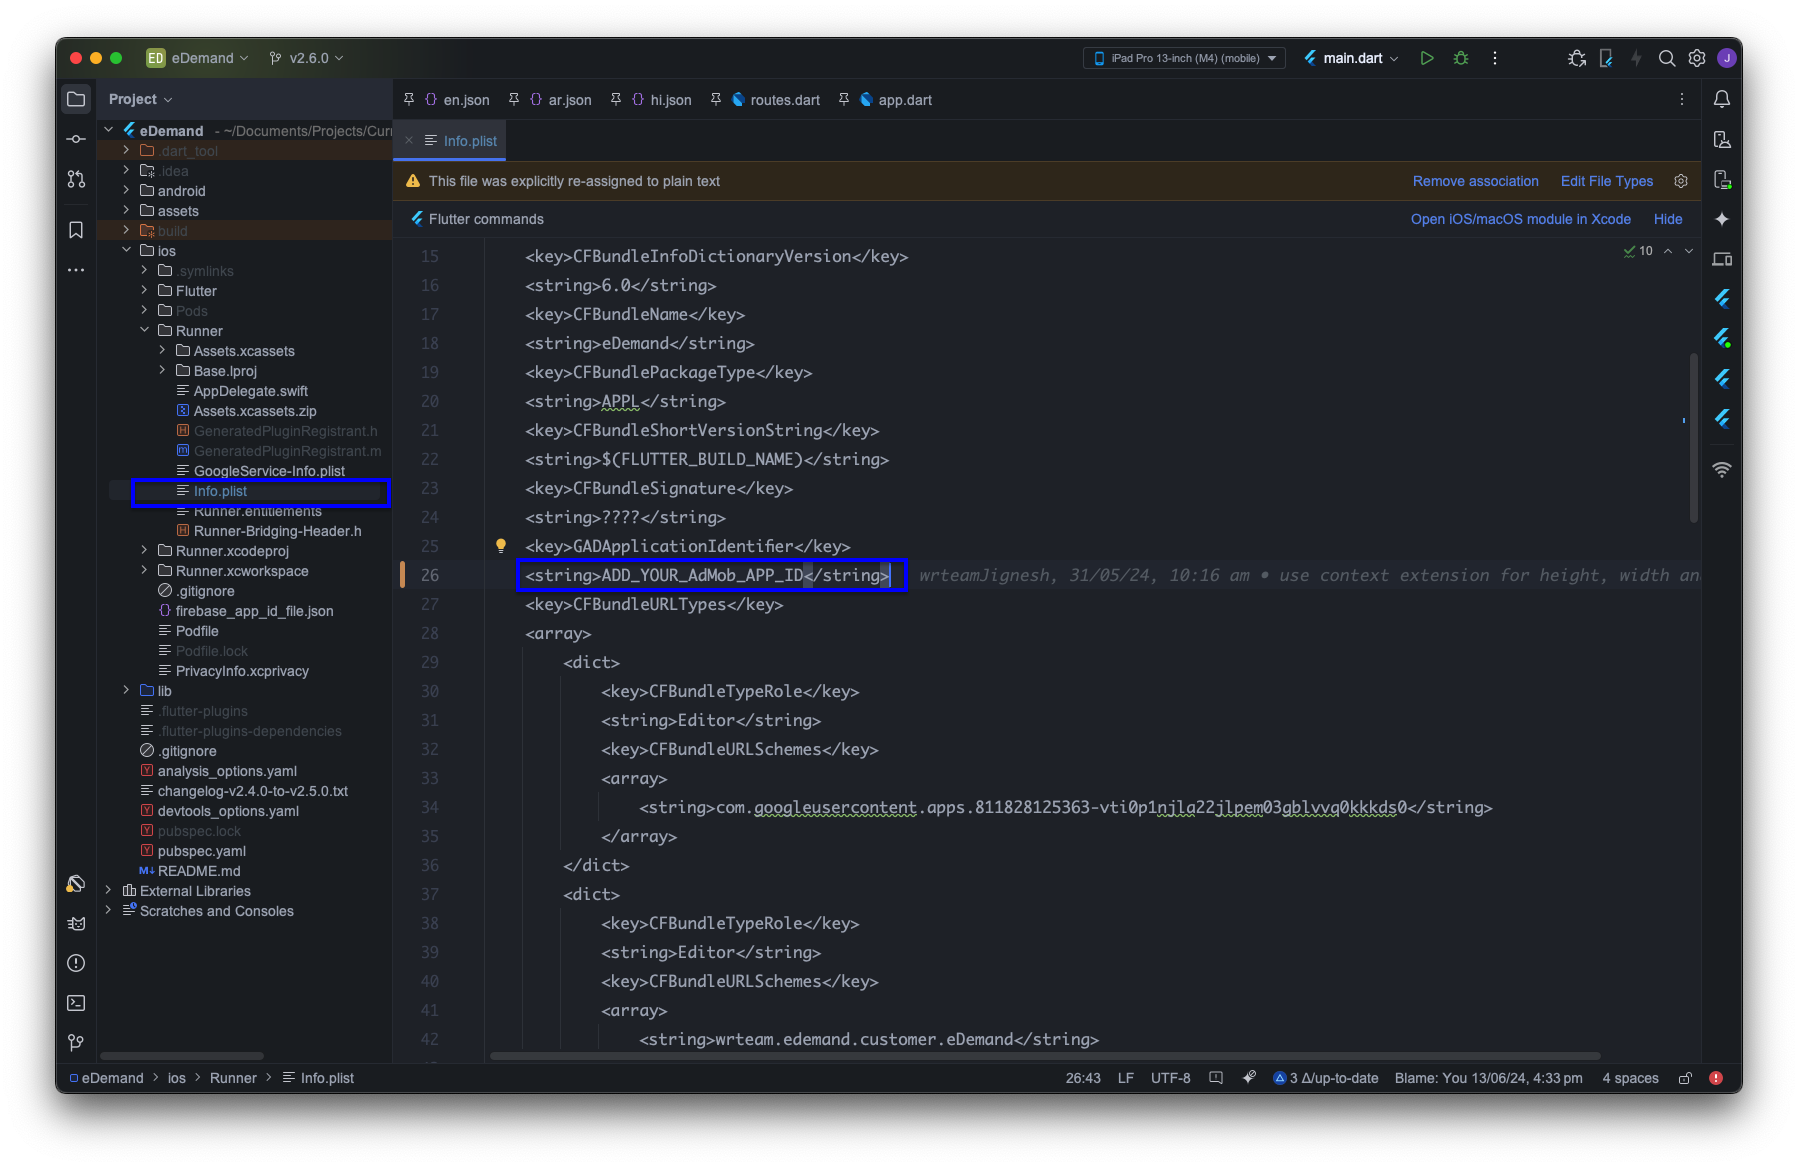 ED eDemand v2.6.0 iPad Pro 13-inch (M4) (mobile) main.dart J
Project
en.json ar.json hi.json routes.dart app.dart
eDemand - ~/Documents/Projects/Curr
.dart_tool
.idea
android
assets
build
ios
.symlinks
Flutter
Pods
Runner
Assets.xcassets
Base.lproj
AppDelegate.swift
Assets.xcassets.zip
GeneratedPluginRegistrant.h
GeneratedPluginRegistrant.m
GoogleService-Info.plist
Info.plist
Runner.entitlements
Runner-Bridging-Header.h
Runner.xcodeproj
Runner.xcworkspace
.gitignore
firebase_app_id_file.json
Podfile
Podfile.lock
PrivacyInfo.xcprivacy
lib
.flutter-plugins
.flutter-plugins-dependencies
.gitignore
analysis_options.yaml
changelog-v2.4.0-to-v2.5.0.txt
devtools_options.yaml
pubspec.lock
pubspec.yaml
README.md
External Libraries
Scratches and Consoles
Info.plist
This file was explicitly re-assigned to plain text Remove association Edit File Types
Flutter commands Open iOS/macOS module in Xcode Hide
10
15 <key>CFBundleInfoDictionaryVersion</key>
16 <string>6.0</string>
17 <key>CFBundleName</key>
18 <string>eDemand</string>
19 <key>CFBundlePackageType</key>
20 <string>APPL</string>
21 <key>CFBundleShortVersionString</key>
22 <string>$(FLUTTER_BUILD_NAME)</string>
23 <key>CFBundleSignature</key>
24 <string>????</string>
25 <key>GADApplicationIdentifier</key>
26 <string>ADD_YOUR_AdMob_APP_ID</string> wrteamJignesh, 31/05/24, 10:16 am • use context extension for height, width an
27 <key>CFBundleURLTypes</key>
28 <array>
29 <dict>
30 <key>CFBundleTypeRole</key>
31 <string>Editor</string>
32 <key>CFBundleURLSchemes</key>
33 <array>
34 <string>com.googleusercontent.apps.811828125363-vti0p1njla22jlpem03gblvvq0kkkds0</string>
35 </array>
36 </dict>
37 <dict>
38 <key>CFBundleTypeRole</key>
39 <string>Editor</string>
40 <key>CFBundleURLSchemes</key>
41 <array>
42 <string>wrteam.edemand.customer.eDemand</string>
eDemand > ios > Runner > Info.plist 26:43 LF UTF-8 3 Δ/up-to-date Blame: You 13/06/24, 4:33 pm 4 spaces